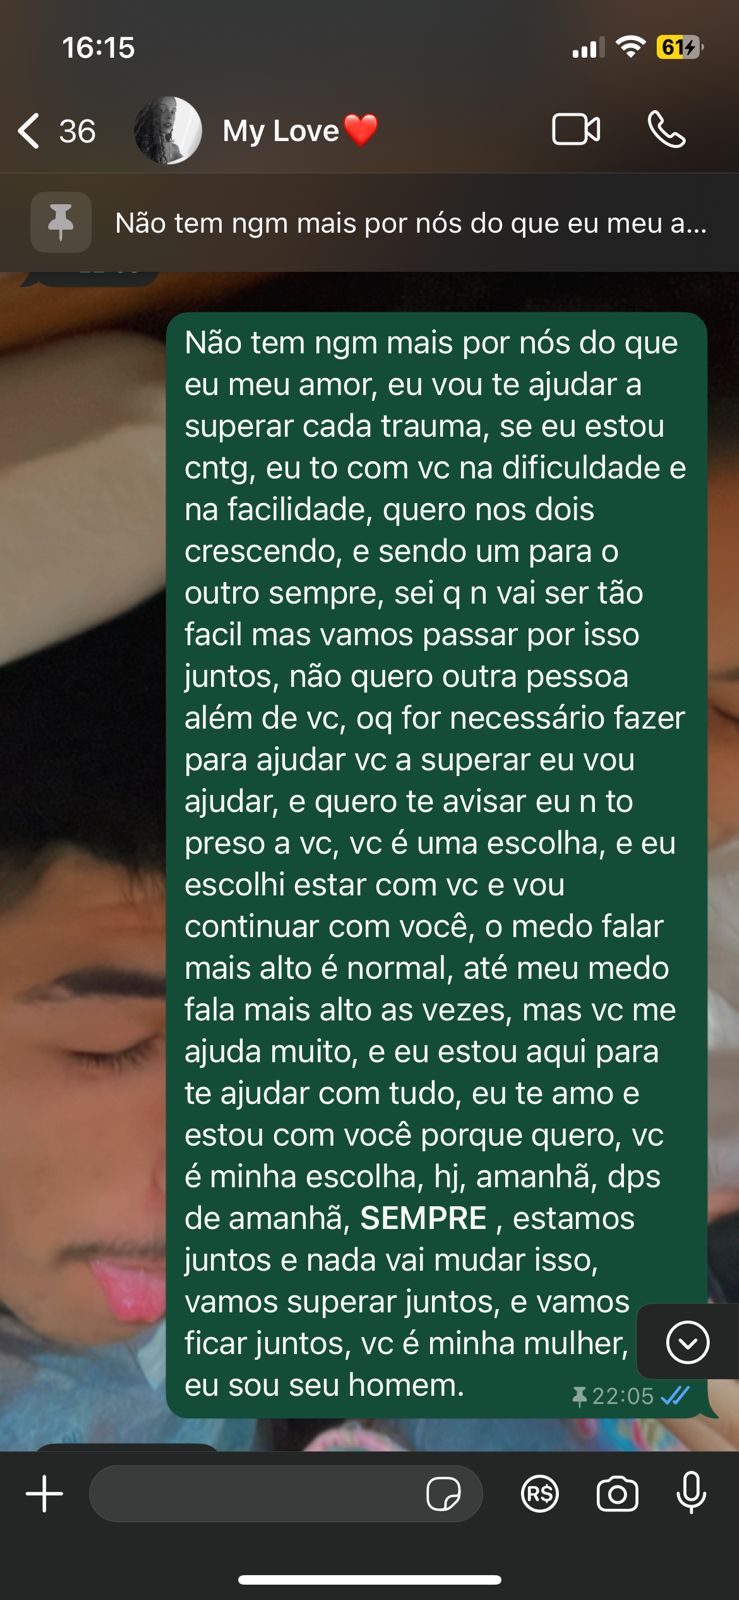 16:15
61
36
My Love❤️
Não tem ngm mais por nós do que eu meu a...
Não tem ngm mais por nós do que
eu meu amor, eu vou te ajudar a
superar cada trauma, se eu estou
cntg, eu to com vc na dificuldade e
na facilidade, quero nos dois
crescendo, e sendo um para o
outro sempre, sei q n vai ser tão
facil mas vamos passar por isso
juntos, não quero outra pessoa
além de vc, oq for necessário fazer
para ajudar vc a superar eu vou
ajudar, e quero te avisar eu n to
preso a vc, vc é uma escolha, e eu
escolhi estar com vc e vou
continuar com você, o medo falar
mais alto é normal, até meu medo
fala mais alto as vezes, mas vc me
ajuda muito, e eu estou aqui para
te ajudar com tudo, eu te amo e
estou com você porque quero, vc
é minha escolha, hj, amanhã, dps
de amanhã, SEMPRE , estamos
juntos e nada vai mudar isso,
vamos superar juntos, e vamos
ficar juntos, vc é minha mulher,
eu sou seu homem.
22:05
R$